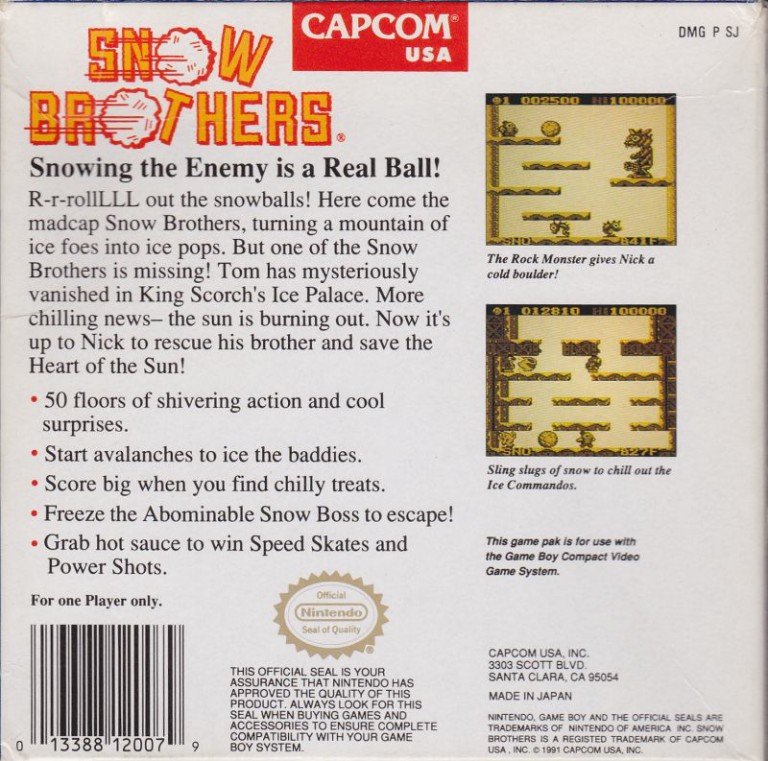 CAPCOM®
USA
DMG P SJ
SNOW
BROTHERS®
Snowing the Enemy is a Real Ball!
R-r-rollLLL out the snowballs! Here come the
madcap Snow Brothers, turning a mountain of
ice foes into ice pops. But one of the Snow
Brothers is missing! Tom has mysteriously
vanished in King Scorch's Ice Palace. More
chilling news– the sun is burning out. Now it's
up to Nick to rescue his brother and save the
Heart of the Sun!
• 50 floors of shivering action and cool
surprises.
• Start avalanches to ice the baddies.
• Score big when you find chilly treats.
• Freeze the Abominable Snow Boss to escape!
• Grab hot sauce to win Speed Skates and
Power Shots.
For one Player only.
0 13388 12007 9
Official
Nintendo
Seal of Quality
®
THIS OFFICIAL SEAL IS YOUR
ASSURANCE THAT NINTENDO HAS
APPROVED THE QUALITY OF THIS
PRODUCT. ALWAYS LOOK FOR THIS
SEAL WHEN BUYING GAMES AND
ACCESSORIES TO ENSURE COMPLETE
COMPATIBILITY WITH YOUR GAME
BOY SYSTEM.
1 002500 HI100000
SNO B41F
The Rock Monster gives Nick a
cold boulder!
1 012810 HI100000
SNO B27F
Sling slugs of snow to chill out the
Ice Commandos.
This game pak is for use with
the Game Boy Compact Video
Game System.
CAPCOM USA, INC.
3303 SCOTT BLVD.
SANTA CLARA, CA 95054
MADE IN JAPAN
NINTENDO, GAME BOY AND THE OFFICIAL SEALS ARE
TRADEMARKS OF NINTENDO OF AMERICA INC. SNOW
BROTHERS IS A REGISTED TRADEMARK OF CAPCOM
USA , INC. © 1991 CAPCOM USA, INC.